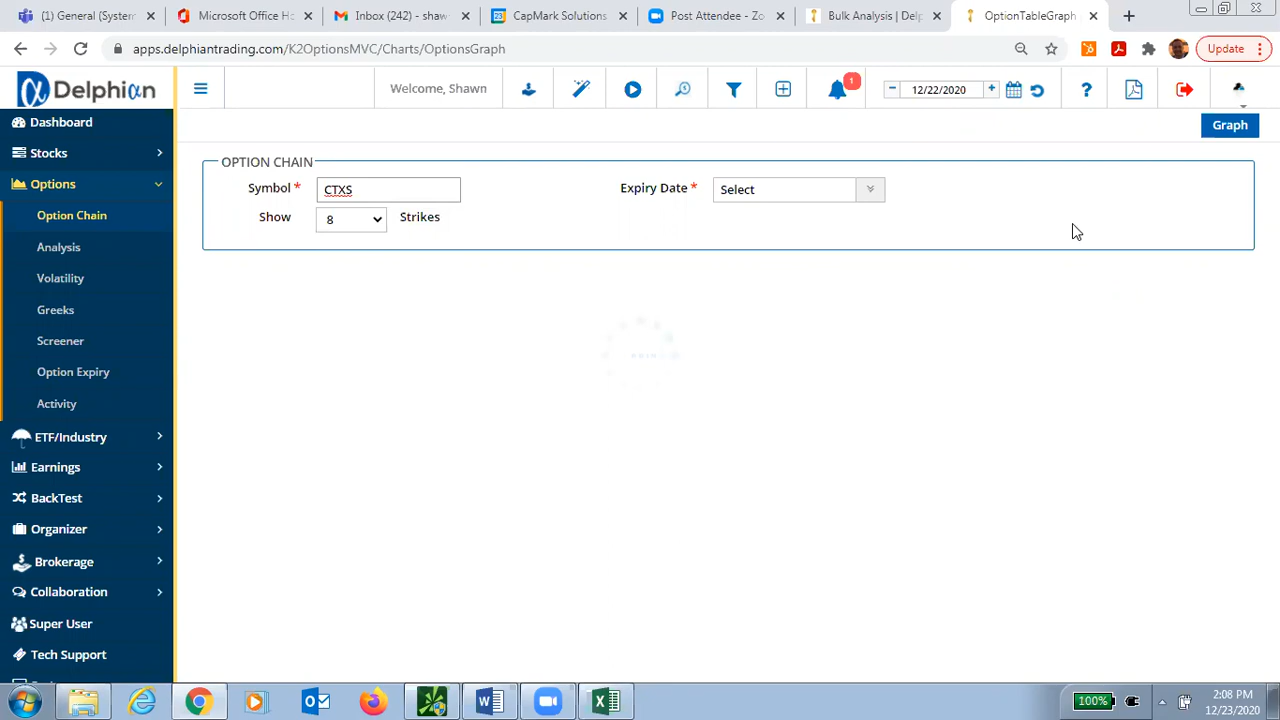 (1) General (System
Microsoft Office Ho
Inbox (242) - shaw
CapMark Solutions
Post Attendee - Z
Bulk Analysis | Delp
OptionTableGraph
apps.delphiantrading.com/K2OptionsMVC/Charts/OptionsGraph
Update
Delphian
Welcome, Shawn
1
12/22/2020
?
Graph
Dashboard
Stocks
Options
Option Chain
Analysis
Volatility
Greeks
Screener
Option Expiry
Activity
ETF/Industry
Earnings
BackTest
Organizer
Brokerage
Collaboration
Super User
Tech Support
OPTION CHAIN
Symbol *
CTXS
Expiry Date *
Select
Show
8
Strikes
100%
2:08 PM
12/23/2020